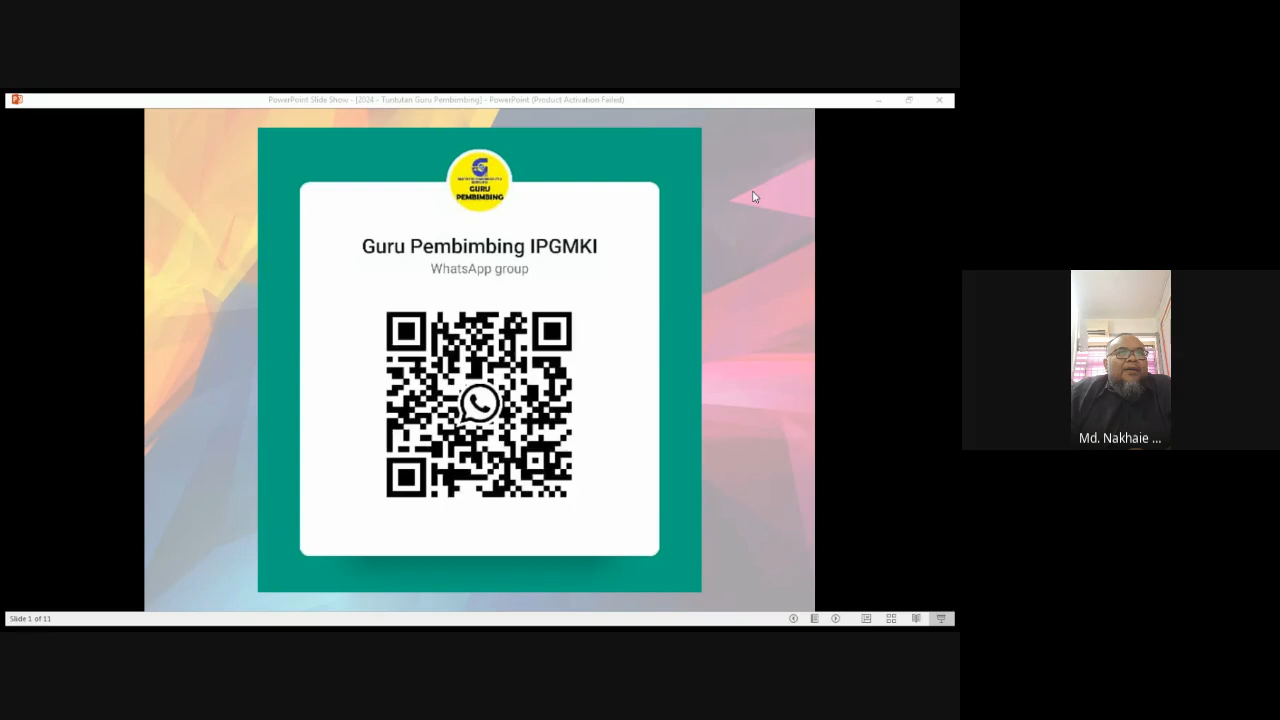 PowerPoint Slide Show - [2024 - Tuntutan Guru Pembimbing] - PowerPoint (Product Activation Failed)
GURU
PEMBIMBING
Guru Pembimbing IPGMKI
WhatsApp group
Md. Nakhaie ...
Slide 1 of 11